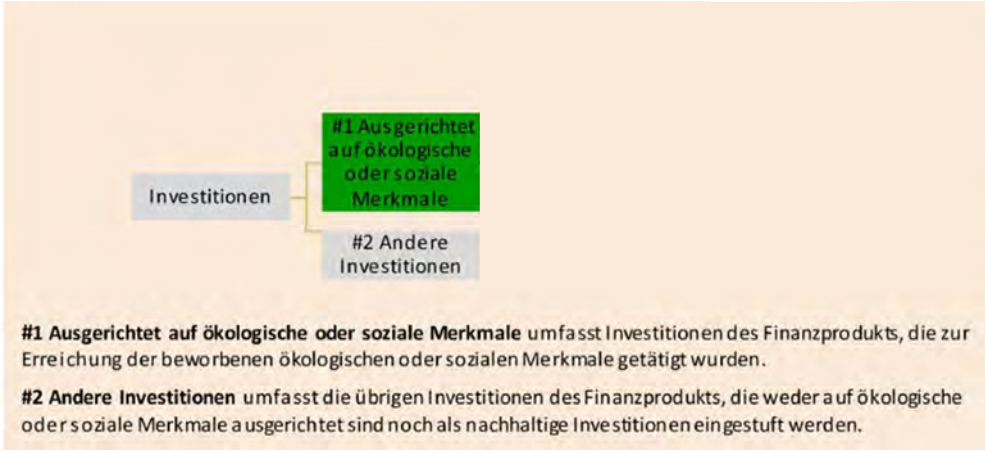 #1 Ausgerichtet
auf ökologische
oder soziale
Merkmale
Investitionen
#2 Andere
Investitionen
#1 Ausgerichtet auf ökologische oder soziale Merkmale umfasst Investitionen des Finanzprodukts, die zur
Erreichung der beworbenen ökologischen oder sozialen Merkmale getätigt wurden.
#2 Andere Investitionen umfasst die übrigen Investitionen des Finanzprodukts, die weder auf ökologische
oder soziale Merkmale ausgerichtet sind noch als nachhaltige Investitionen eingestuft werden.